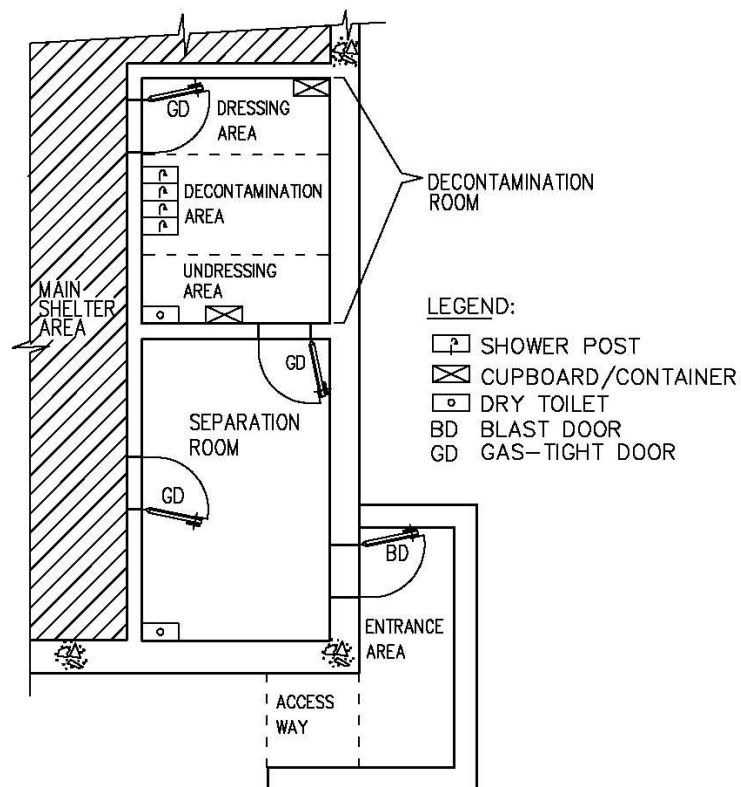 GD
DRESSING
AREA
DECONTAMINATION
AREA
DECONTAMINATION
ROOM
UNDRESSING
AREA
MAIN
SHELTER
AREA
LEGEND:
SHOWER POST
CUPBOARD/CONTAINER
DRY TOILET
BD BLAST DOOR
GD GAS-TIGHT DOOR
GD
SEPARATION
ROOM
GD
BD
ENTRANCE
AREA
ACCESS
WAY